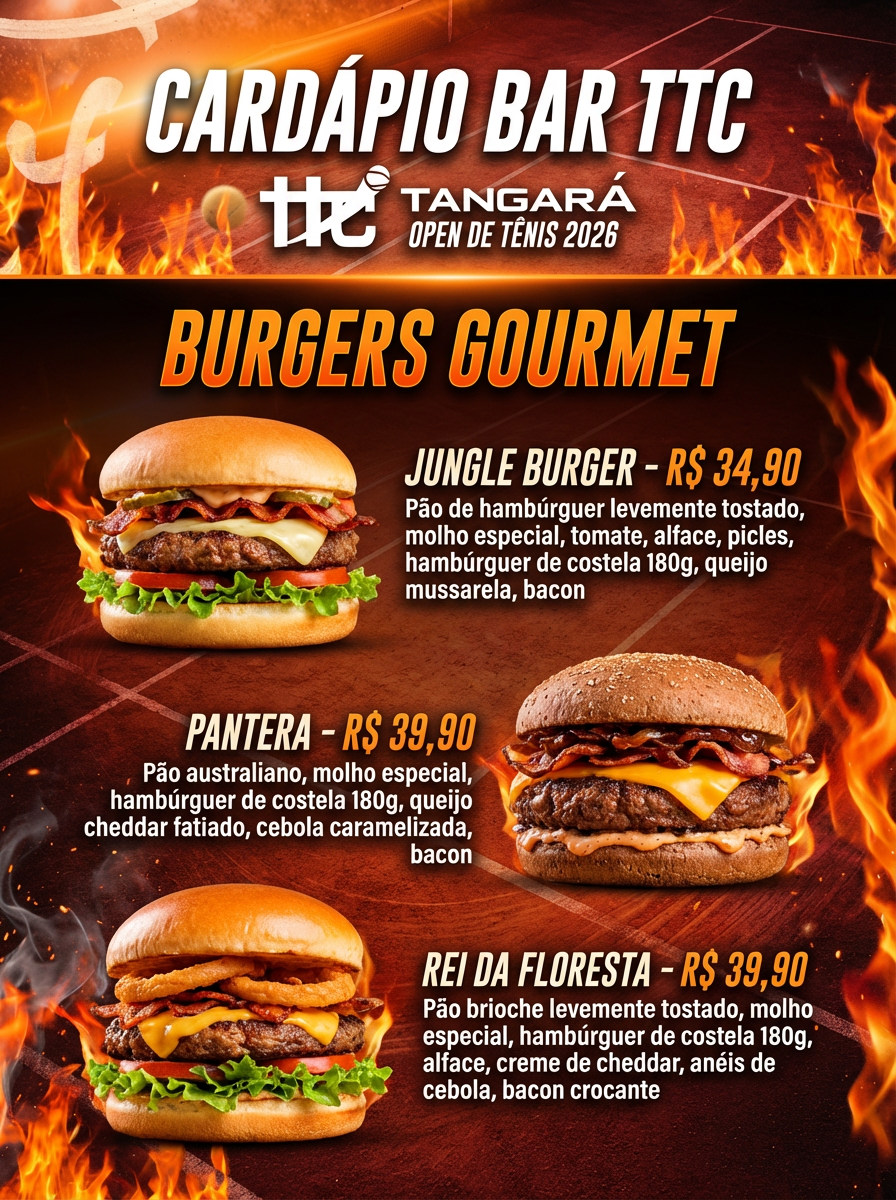 CARDÁPIO BAR TTC
ttc TANGARÁ
OPEN DE TÊNIS 2026
BURGERS GOURMET
JUNGLE BURGER - R$ 34,90
Pão de hambúrguer levemente tostado,
molho especial, tomate, alface, picles,
hambúrguer de costela 180g, queijo
mussarela, bacon
PANTERA - R$ 39,90
Pão australiano, molho especial,
hambúrguer de costela 180g, queijo
cheddar fatiado, cebola caramelizada,
bacon
REI DA FLORESTA - R$ 39,90
Pão brioche levemente tostado, molho
especial, hambúrguer de costela 180g,
alface, creme de cheddar, anéis de
cebola, bacon crocante